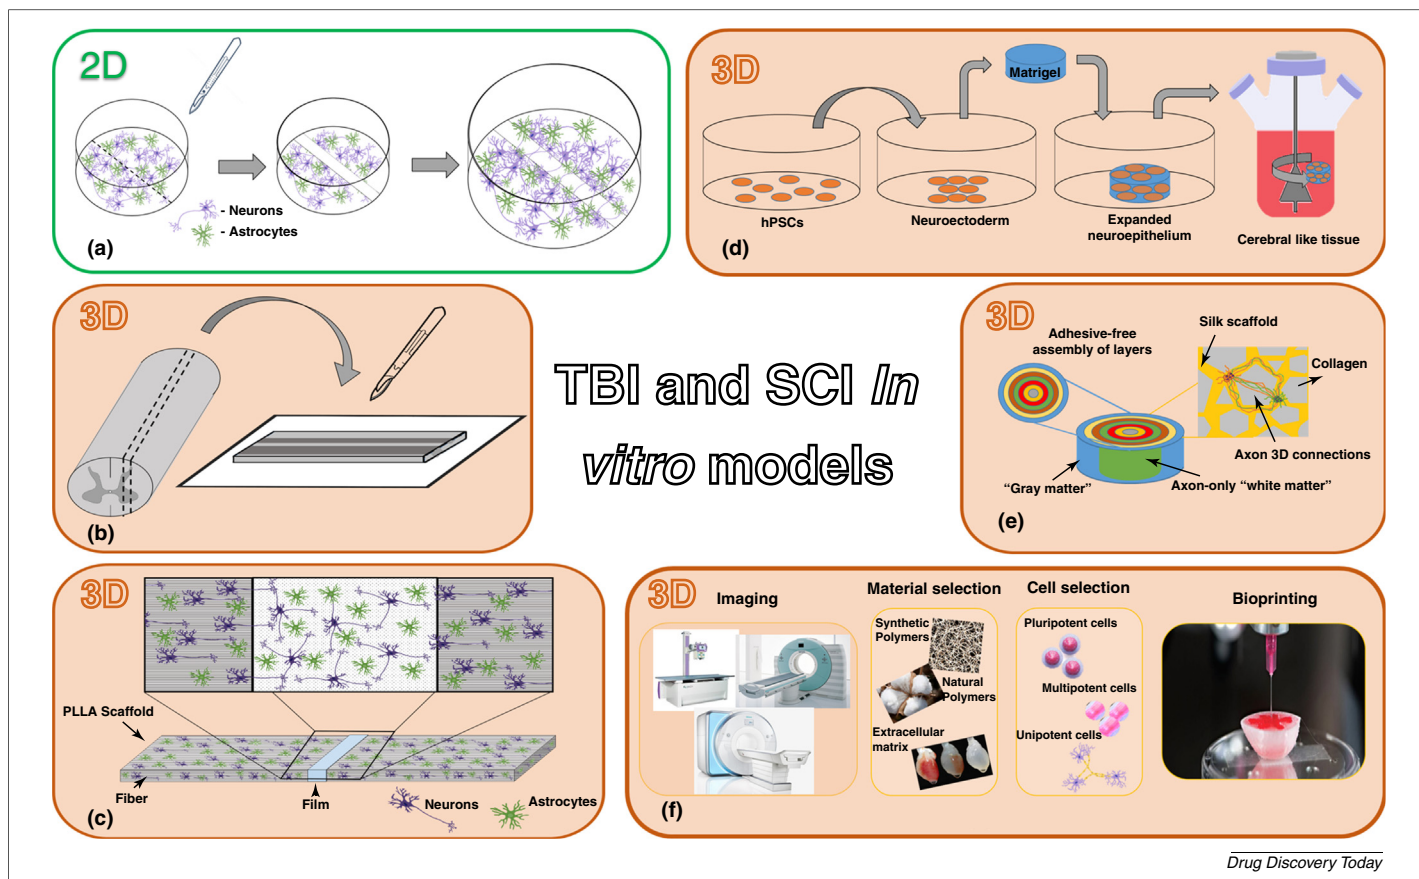 2D
- Neurons
- Astrocytes
(a)
3D
Matrigel
hPSCs
Neuroectoderm
Expanded
neuroepithelium
Cerebral like tissue
(d)
3D
(b)
TBI and SCI In
vitro models
3D
Adhesive-free
assembly of layers
Silk scaffold
Collagen
Axon 3D connections
“Gray matter”
Axon-only “white matter”
(e)
3D
PLLA Scaffold
Fiber
Film
Neurons
Astrocytes
(c)
3D
Imaging
Material selection
Synthetic
Polymers
Natural
Polymers
Extracellular
matrix
Cell selection
Pluripotent cells
Multipotent cells
Unipotent cells
Bioprinting
(f)
Drug Discovery Today